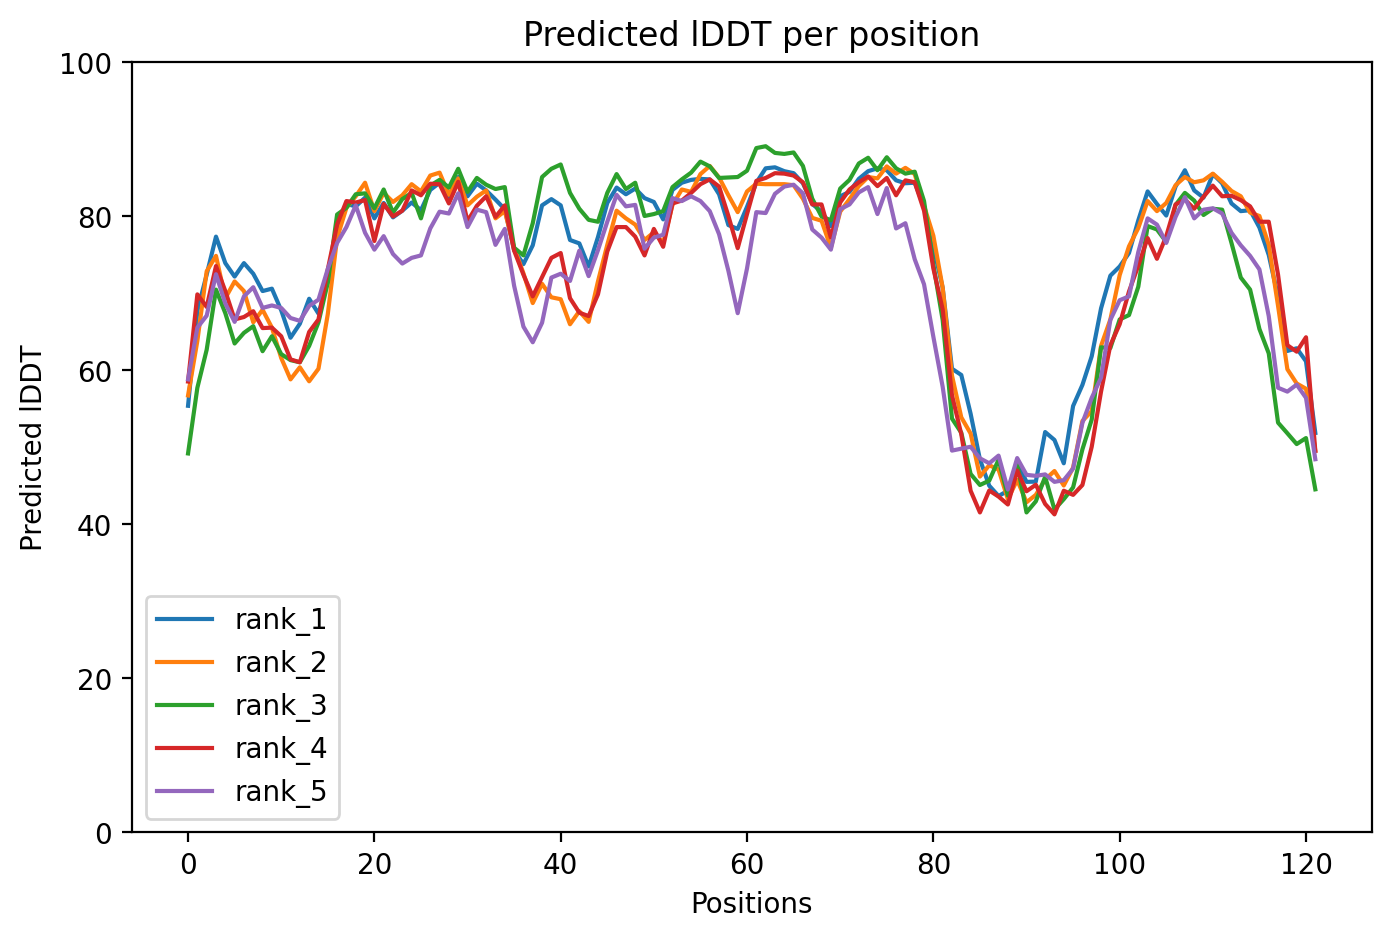 Predicted lDDT per position
100
80
60
40
20
0
Predicted lDDT
rank_1
rank_2
rank_3
rank_4
rank_5
0 20 40 60 80 100 120
Positions